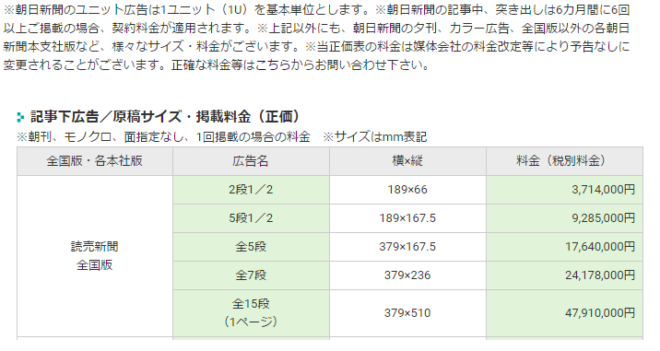 ※朝日新聞のユニット広告は1ユニット（1U）を基本単位とします。※朝日新聞の記事中、突き出しは6カ月間に6回
以上ご掲載の場合、契約料金が適用されます。※上記以外にも、朝日新聞の夕刊、カラー広告、全国版以外の各朝日
新聞本支社版など、様々なサイズ・料金がございます。※当正価表の料金は媒体会社の料金改定等により予告なしに
変更されることがございます。正確な料金等はこちらからお問い合わせ下さい。
記事下広告／原稿サイズ・掲載料金（正価）
※朝刊、モノクロ、面指定なし、1回掲載の場合の料金　※サイズはmm表記
全国版・各本社版 広告名 横×縦 料金（税別料金）
読売新聞
全国版
2段1／2 189×66 3,714,000円
5段1／2 189×167.5 9,285,000円
全5段 379×167.5 17,640,000円
全7段 379×236 24,178,000円
全15段
（1ページ） 379×510 47,910,000円